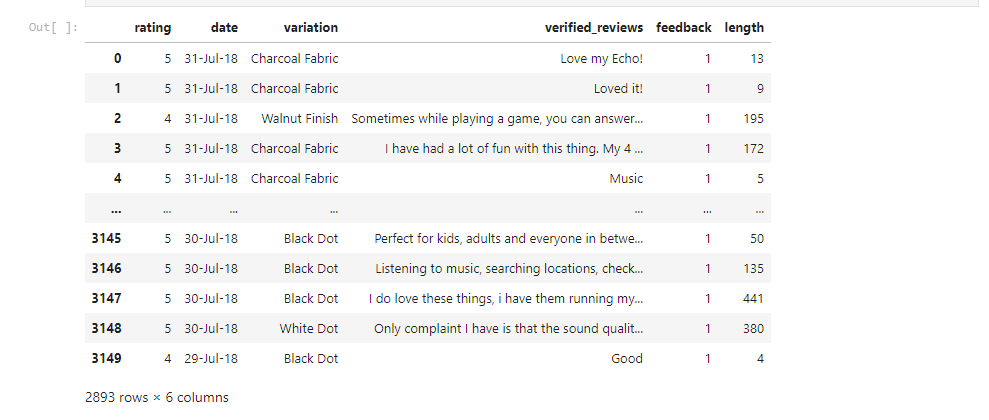 Out[ ]:
rating date variation verified_reviews feedback length
0 5 31-Jul-18 Charcoal Fabric Love my Echo! 1 13
1 5 31-Jul-18 Charcoal Fabric Loved it! 1 9
2 4 31-Jul-18 Walnut Finish Sometimes while playing a game, you can answer... 1 195
3 5 31-Jul-18 Charcoal Fabric I have had a lot of fun with this thing. My 4 ... 1 172
4 5 31-Jul-18 Charcoal Fabric Music 1 5
... ... ... ... ... ... ...
3145 5 30-Jul-18 Black Dot Perfect for kids, adults and everyone in betwe... 1 50
3146 5 30-Jul-18 Black Dot Listening to music, searching locations, check... 1 135
3147 5 30-Jul-18 Black Dot I do love these things, i have them running my... 1 441
3148 5 30-Jul-18 White Dot Only complaint I have is that the sound qualit... 1 380
3149 4 29-Jul-18 Black Dot Good 1 4
2893 rows × 6 columns